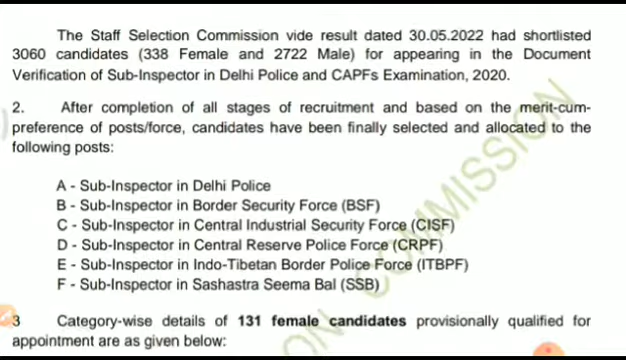 The Staff Selection Commission vide result dated 30.05.2022 had shortlisted
3060 candidates (338 Female and 2722 Male) for appearing in the Document
Verification of Sub-Inspector in Delhi Police and CAPFs Examination, 2020.
2. After completion of all stages of recruitment and based on the merit-cum-
preference of posts/force, candidates have been finally selected and allocated to the
following posts:
A - Sub-Inspector in Delhi Police
B - Sub-Inspector in Border Security Force (BSF)
C - Sub-Inspector in Central Industrial Security Force (CISF)
D - Sub-Inspector in Central Reserve Police Force (CRPF)
E - Sub-Inspector in Indo-Tibetan Border Police Force (ITBPF)
F - Sub-Inspector in Sashastra Seema Bal (SSB)
3 Category-wise details of 131 female candidates provisionally qualified for
appointment are as given below:
ON COMMISSION